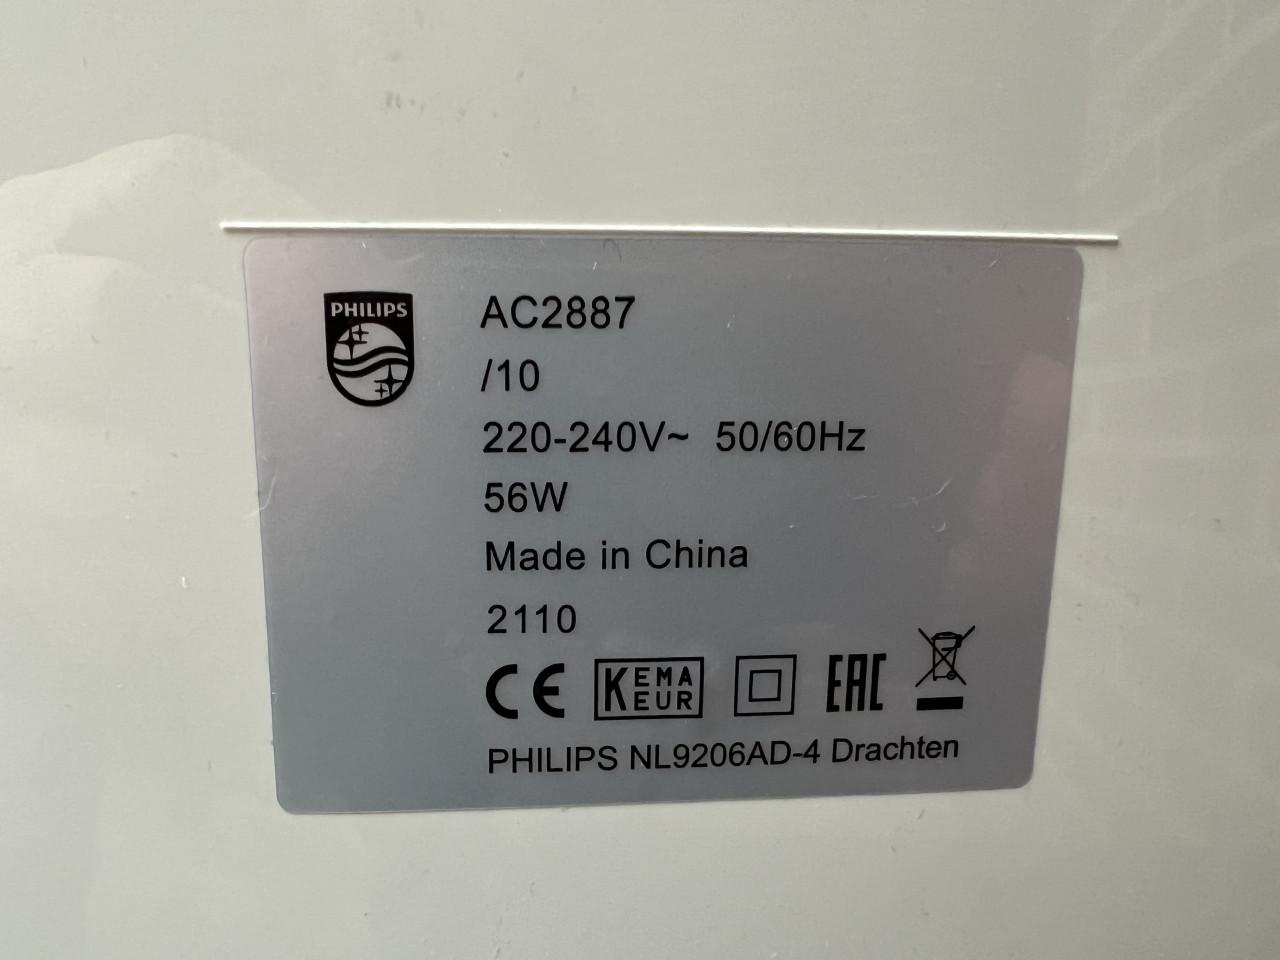 PHILIPS
AC2887
/10
220-240V~ 50/60Hz
56W
Made in China
2110
CE KEMA KEUR EAC
PHILIPS NL9206AD-4 Drachten